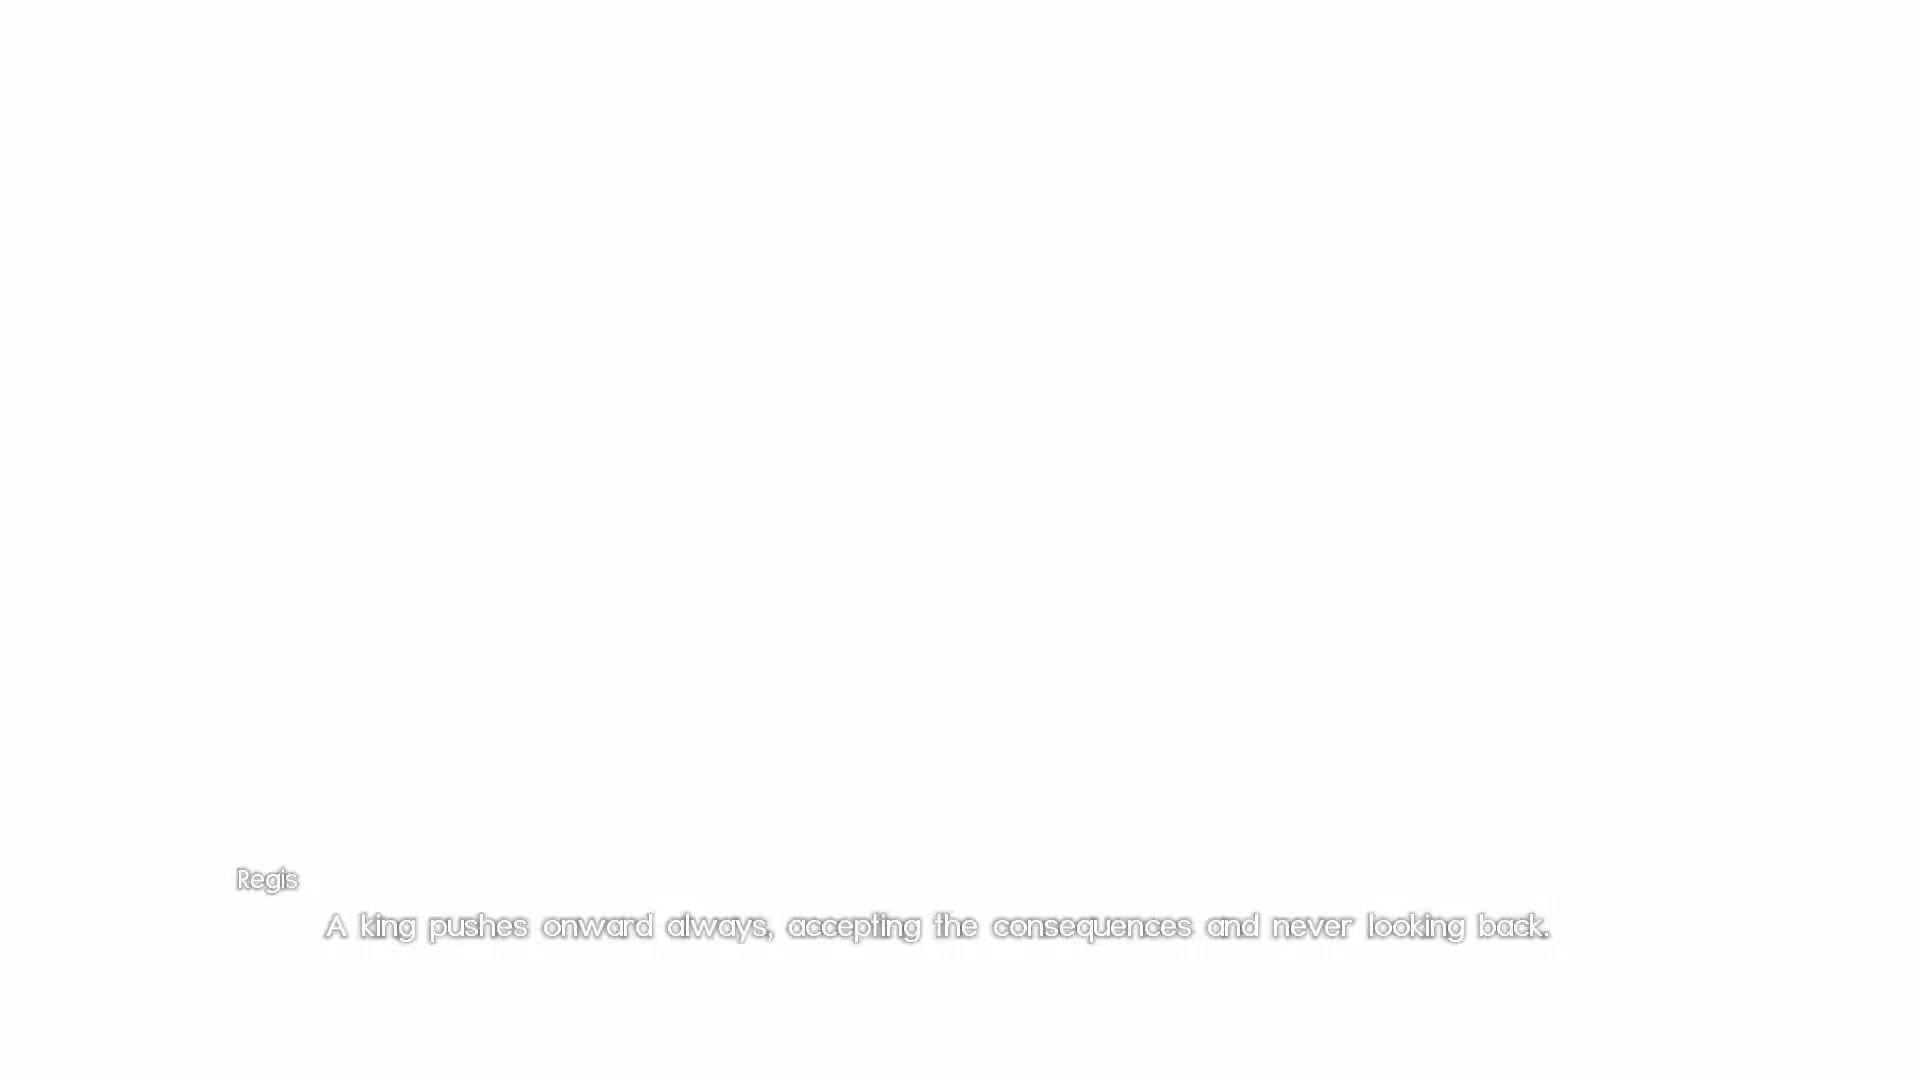 Regis
A king pushes onward always, accepting the consequences and never looking back.